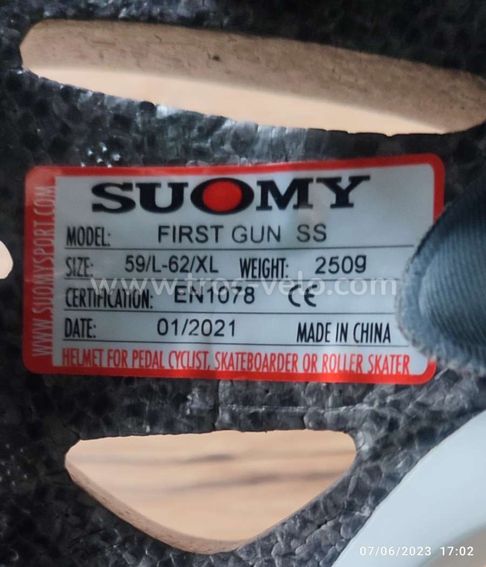 SUOMY
WWW.SUOMYSPORT.COM
MODEL: FIRST GUN SS
SIZE: 59/L-62/XL WEIGHT: 250g
www.troc-velo.com
CERTIFICATION: EN1078 CE
DATE: 01/2021 MADE IN CHINA
HELMET FOR PEDAL CYCLIST, SKATEBOARDER OR ROLLER SKATER
07/06/2023 17:02